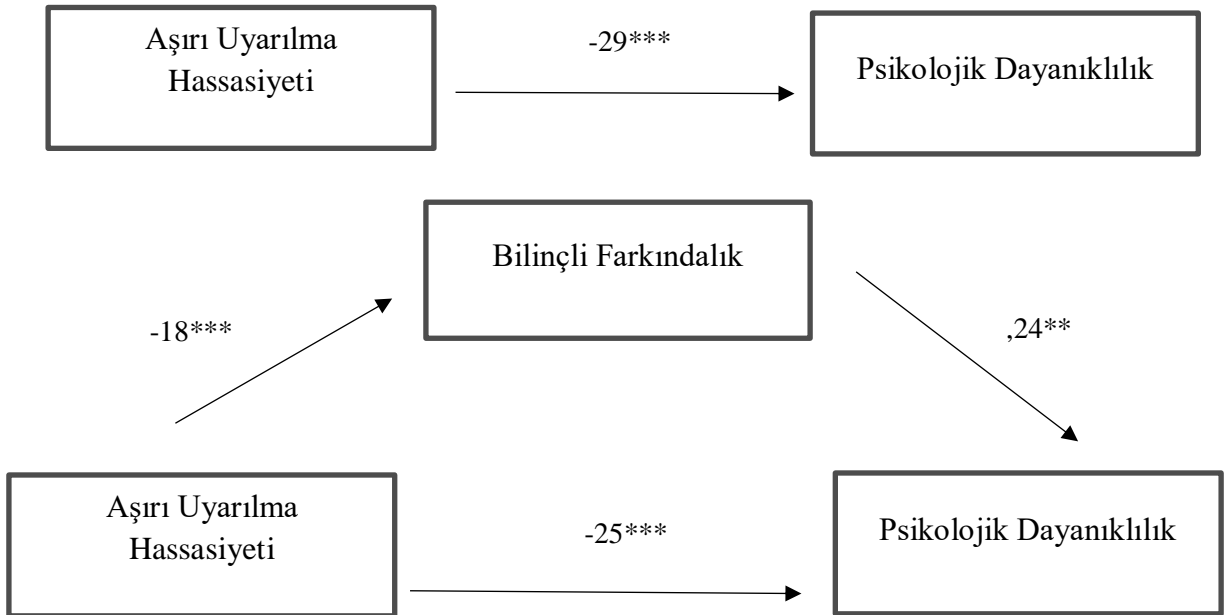 Aşırı Uyarılma
Hassasiyeti
-29***
Psikolojik Dayanıklılık
Bilinçli Farkındalık
-18***
,24**
Aşırı Uyarılma
Hassasiyeti
-25***
Psikolojik Dayanıklılık